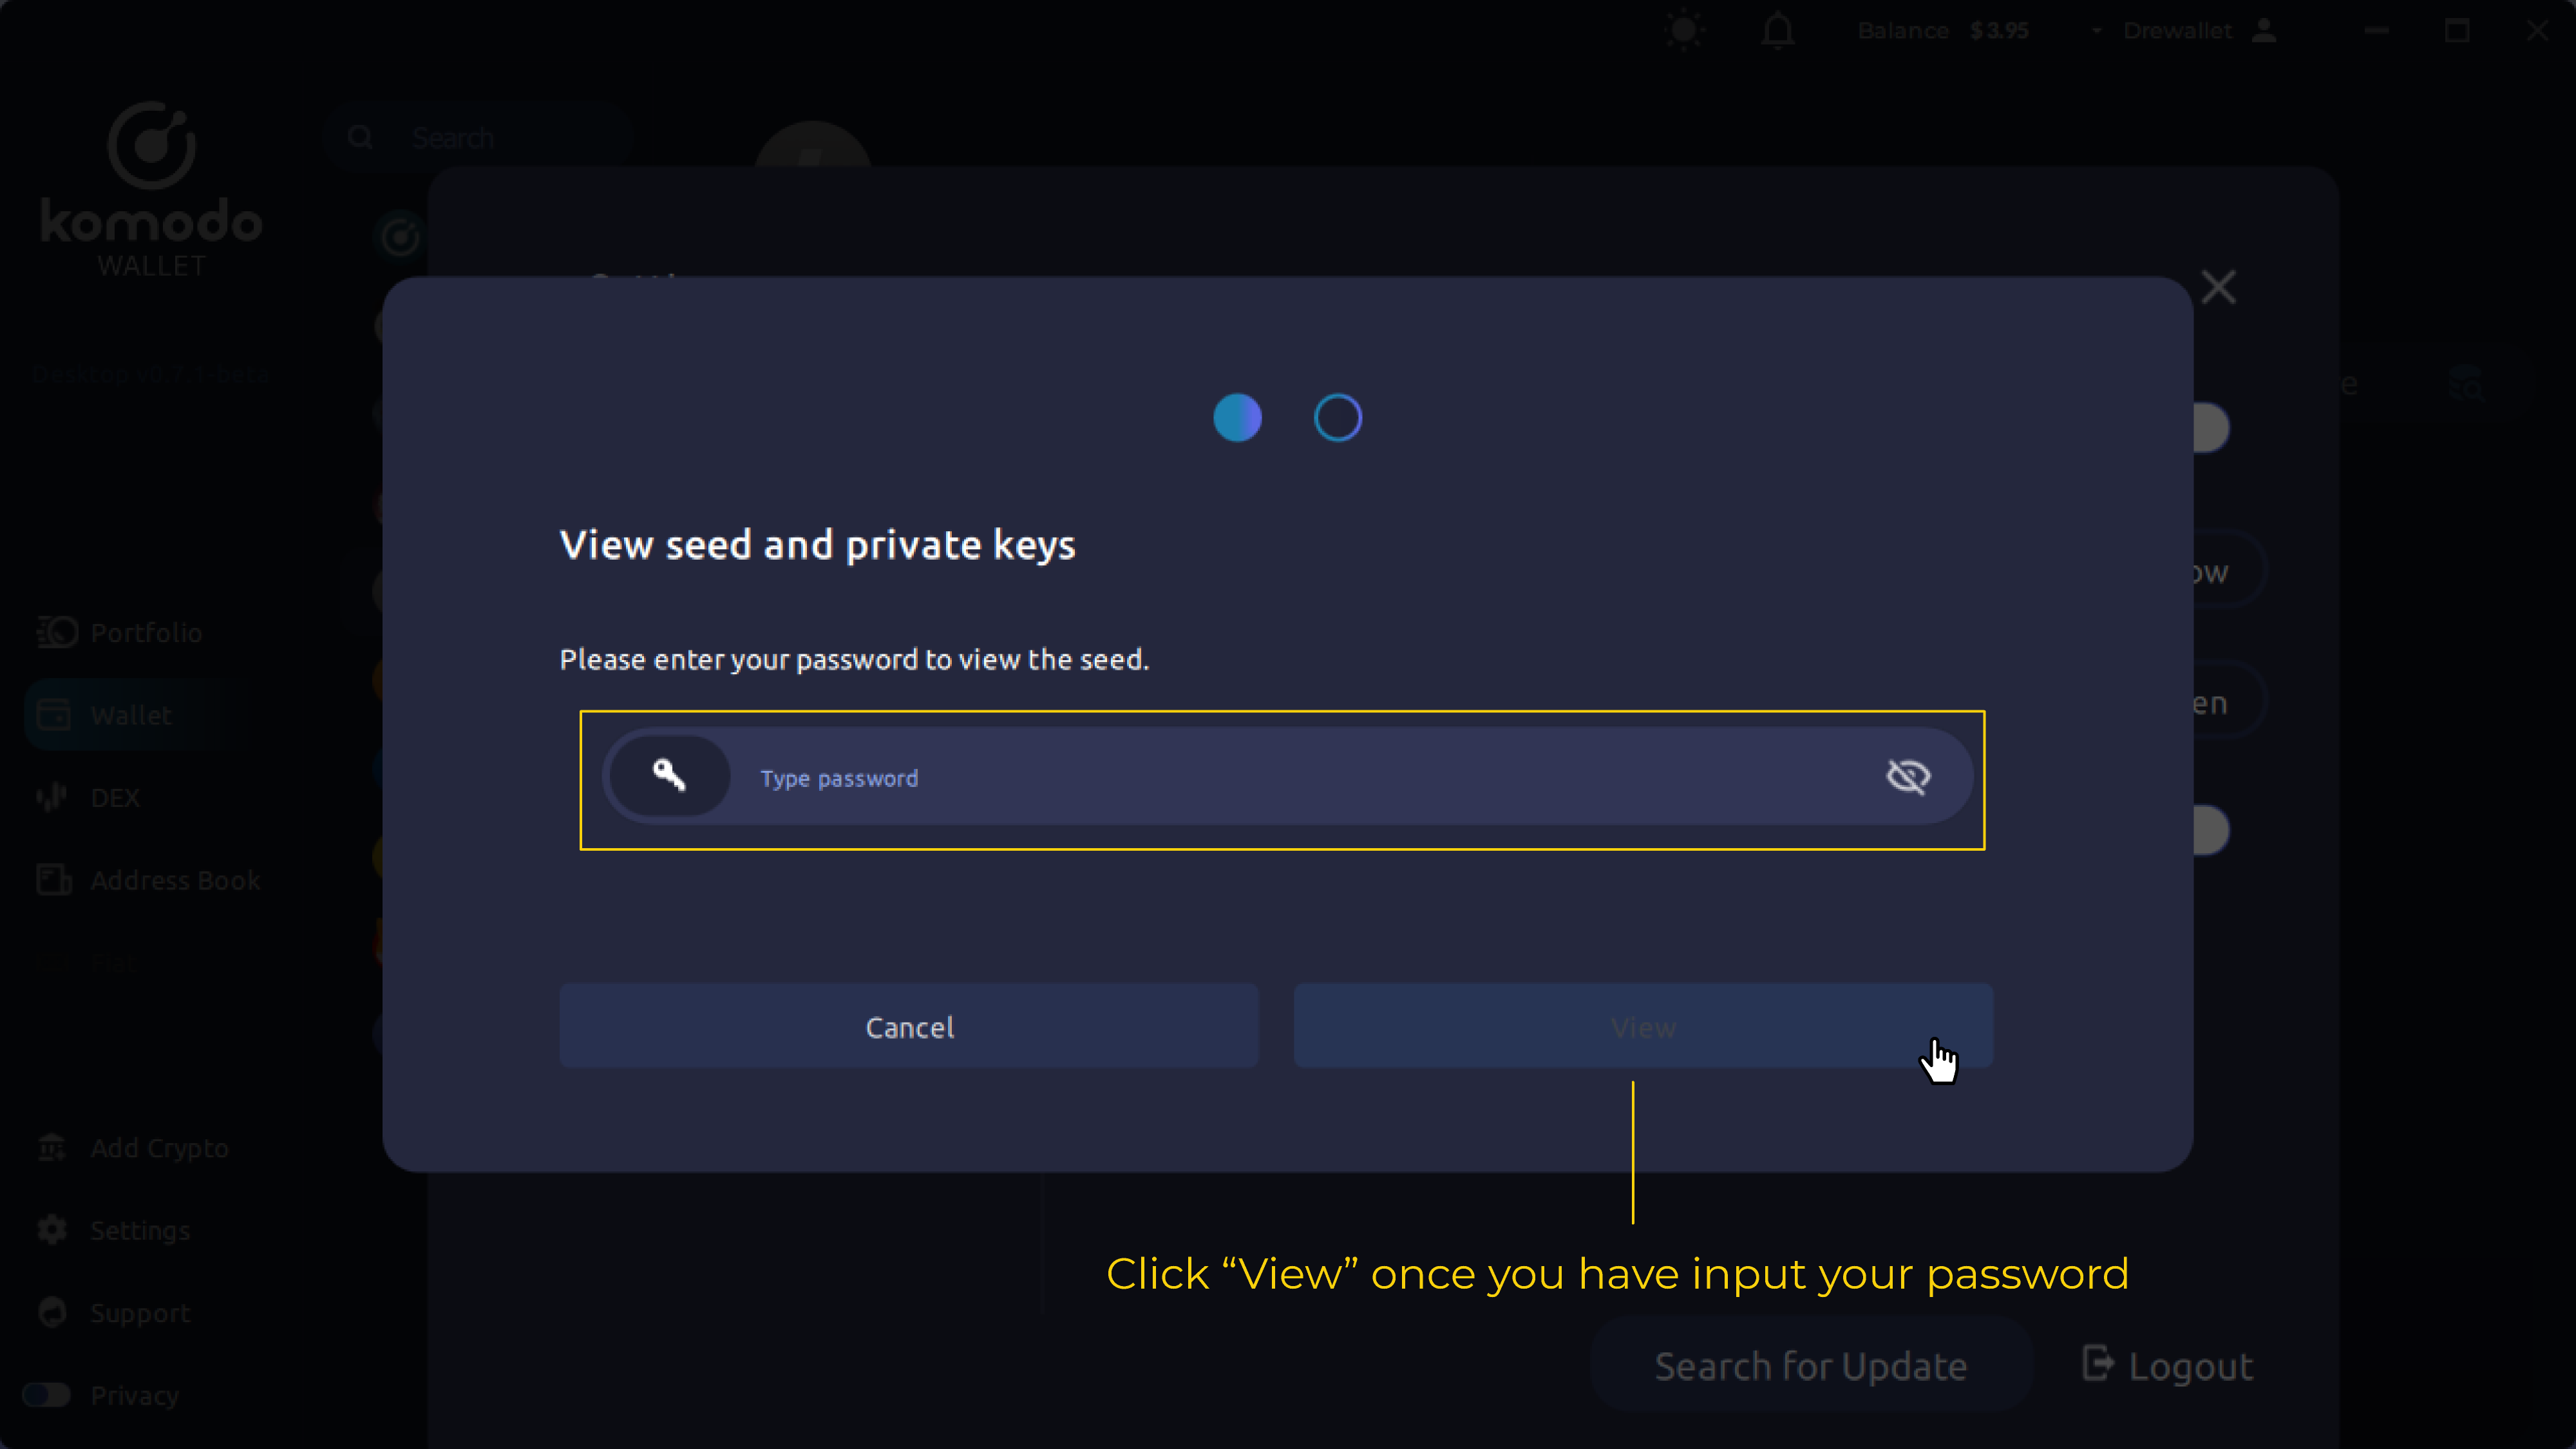 Balance $3.95 Drewallet
komodo
WALLET
Search
Desktop v0.7.1-beta
View seed and private keys
Please enter your password to view the seed.
Type password
Cancel
View
Portfolio
Wallet
DEX
Address Book
Fiat
Add Crypto
Settings
Support
Privacy
Click “View” once you have input your password
Search for Update
Logout